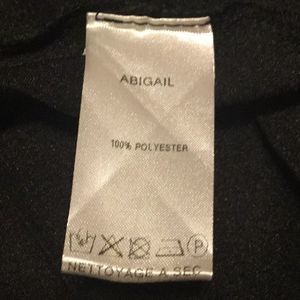 ABIGAIL
100% POLYESTER
P
NETTOYAGE A SEC